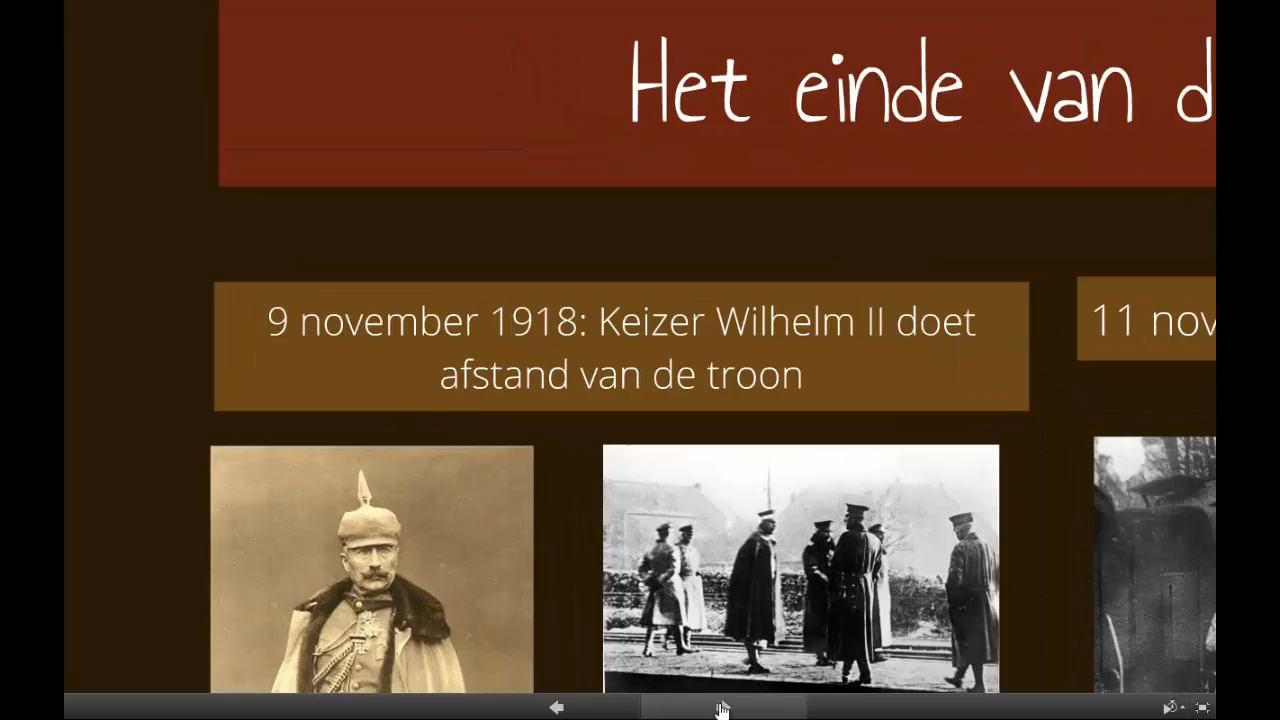 Het einde van d
9 november 1918: Keizer Wilhelm II doet
afstand van de troon
11 nov